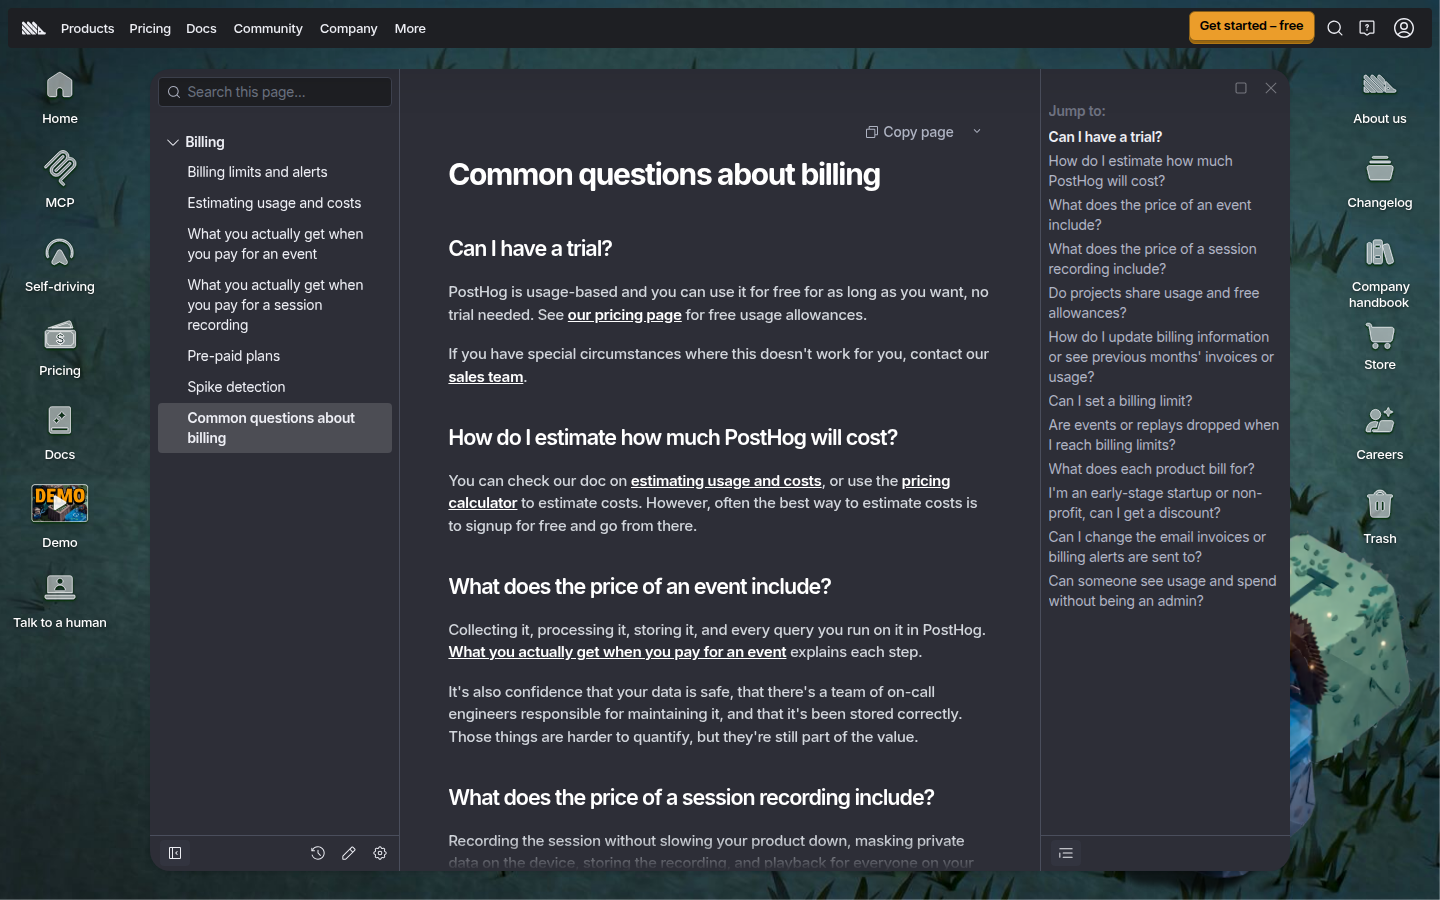 Products Pricing Docs Community Company More
Get started – free
Home
MCP
Self-driving
Pricing
Docs
DEMO
Demo
Talk to a human
Search this page...
Billing
Billing limits and alerts
Estimating usage and costs
What you actually get when
you pay for an event
What you actually get when
you pay for a session
recording
Pre-paid plans
Spike detection
Common questions about
billing
Copy page
Common questions about billing
Can I have a trial?
PostHog is usage-based and you can use it for free for as long as you want, no
trial needed. See our pricing page for free usage allowances.
If you have special circumstances where this doesn't work for you, contact our
sales team.
How do I estimate how much PostHog will cost?
You can check our doc on estimating usage and costs, or use the pricing
calculator to estimate costs. However, often the best way to estimate costs is
to signup for free and go from there.
What does the price of an event include?
Collecting it, processing it, storing it, and every query you run on it in PostHog.
What you actually get when you pay for an event explains each step.
It's also confidence that your data is safe, that there's a team of on-call
engineers responsible for maintaining it, and that it's been stored correctly.
Those things are harder to quantify, but they're still part of the value.
What does the price of a session recording include?
Recording the session without slowing your product down, masking private
data on the device, storing the recording, and playback for everyone on your
Jump to:
Can I have a trial?
How do I estimate how much
PostHog will cost?
What does the price of an event
include?
What does the price of a session
recording include?
Do projects share usage and free
allowances?
How do I update billing information
or see previous months' invoices or
usage?
Can I set a billing limit?
Are events or replays dropped when
I reach billing limits?
What does each product bill for?
I'm an early-stage startup or non-
profit, can I get a discount?
Can I change the email invoices or
billing alerts are sent to?
Can someone see usage and spend
without being an admin?
About us
Changelog
Company
handbook
Store
Careers
Trash